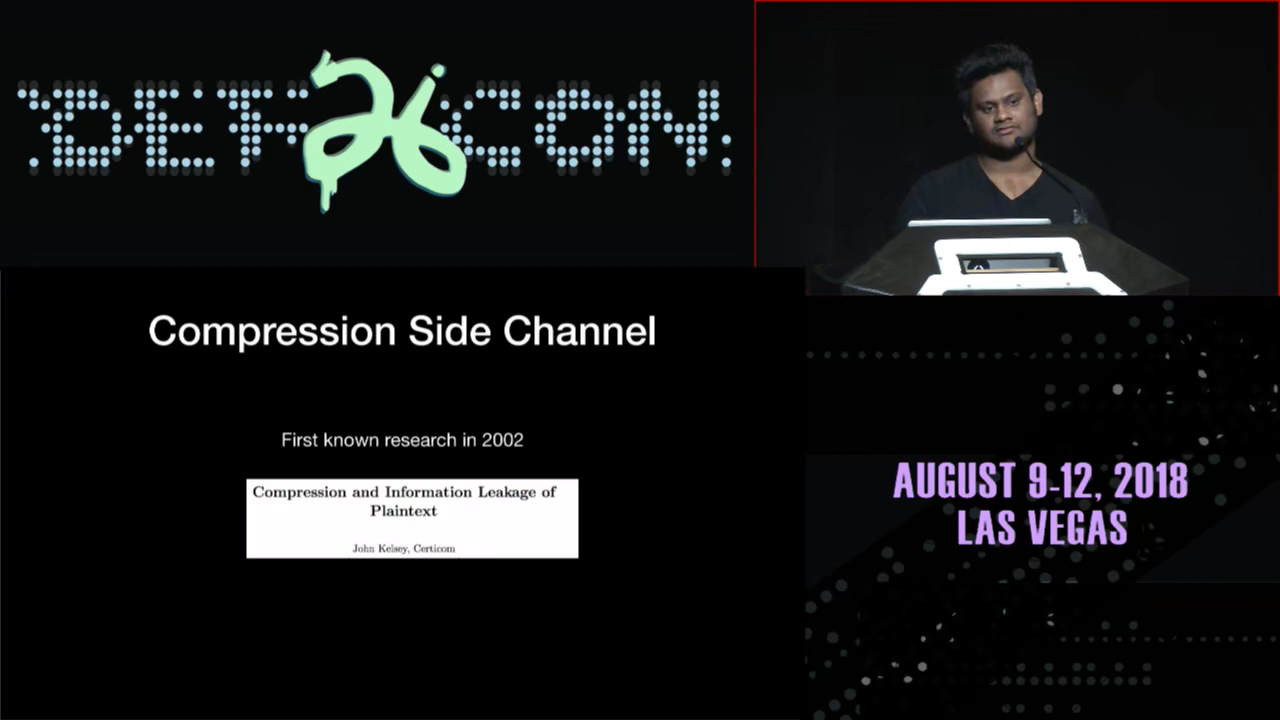 DEF CON
26
Compression Side Channel
First known research in 2002
Compression and Information Leakage of
Plaintext
John Kelsey, Certicom
AUGUST 9-12, 2018
LAS VEGAS